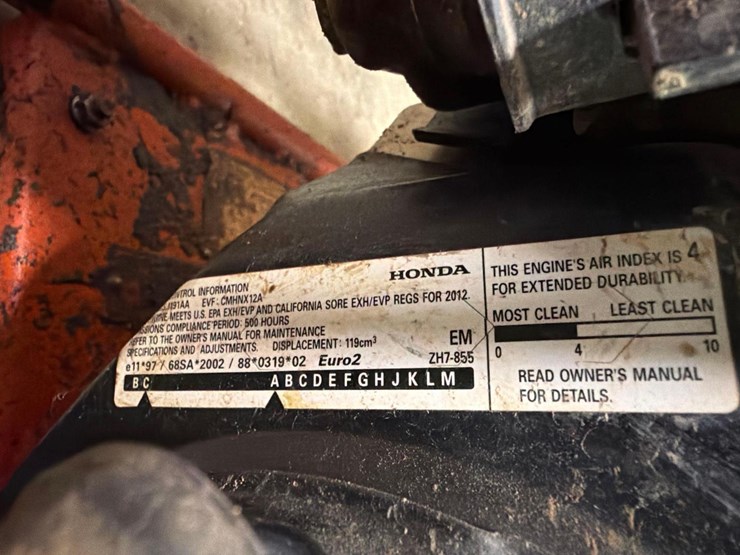 HONDA
INFORMATION
EVF: CMHNX12A
MEETS U.S. EPA EXH/EVP AND CALIFORNIA SORE EXH/EVP REGS FOR 2012.
COMPLIANCE PERIOD: 500 HOURS
TO THE OWNER'S MANUAL FOR MAINTENANCE
SPECIFICATIONS AND ADJUSTMENTS. DISPLACEMENT: 119cm³
EM
e11*97 / 68SA*2002 / 88*0319*02 Euro2
ZH7-855
B C A B C D E F G H J K L M
THIS ENGINE'S AIR INDEX IS 4
FOR EXTENDED DURABILITY.
MOST CLEAN LEAST CLEAN
0 4 10
READ OWNER'S MANUAL
FOR DETAILS.